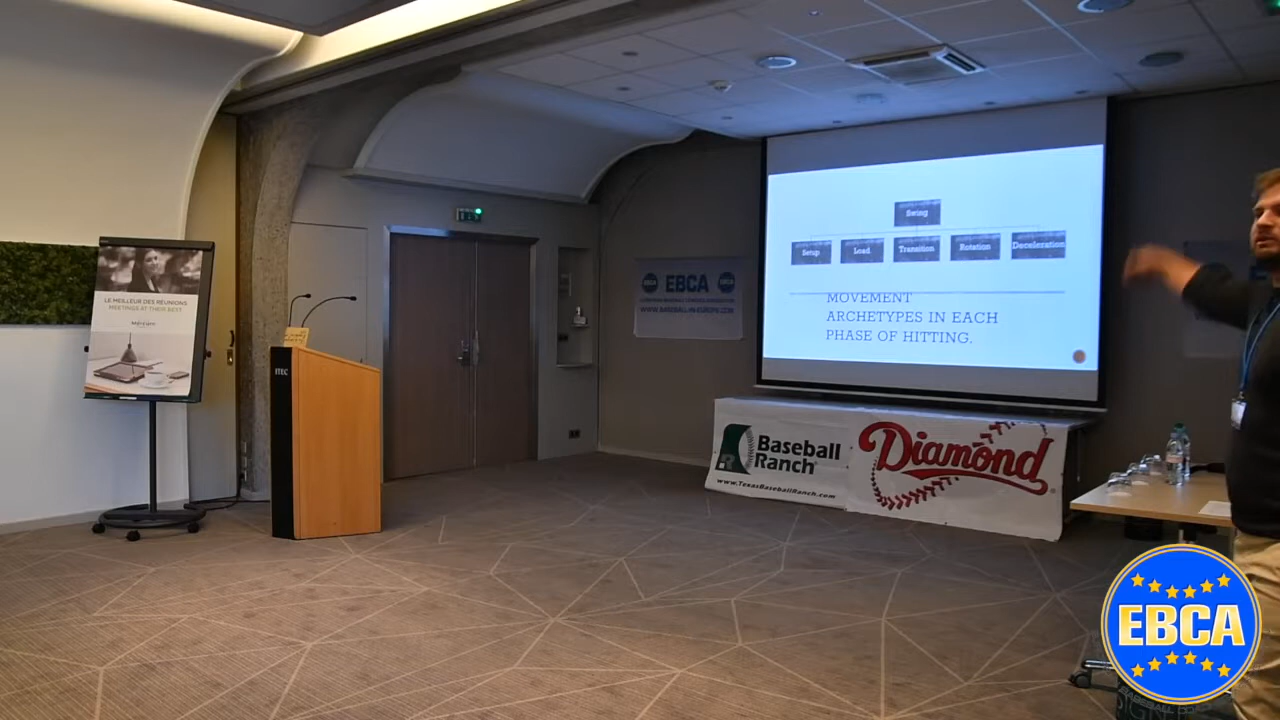 LE MEILLEUR DES RÉUNIONS
MEETINGS AT THEIR BEST
Mercure
ITEC
EBCA
WWW.BASEBALL-IN-EUROPE.COM
Swing
Setup
Load
Transition
Rotation
Deceleration
MOVEMENT
ARCHETYPES IN EACH
PHASE OF HITTING.
Baseball
Ranch
www.TexasBaseballRanch.com
Diamond
EBCA